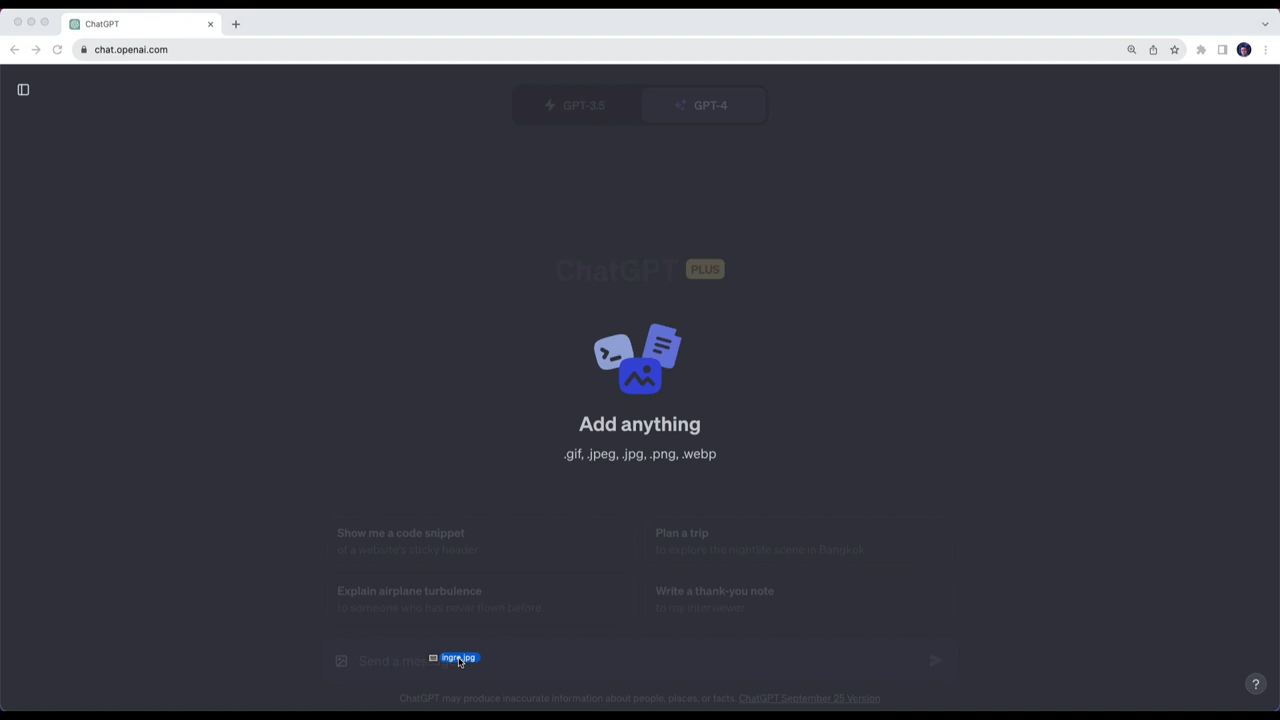 ChatGPT
chat.openai.com
GPT-3.5
GPT-4
ChatGPT PLUS
Add anything
.gif, .jpeg, .jpg, .png, .webp
Show me a code snippet
of a website's sticky header
Plan a trip
to explore the nightlife scene in Bangkok
Explain airplane turbulence
to someone who has never flown before
Write a thank-you note
to my interviewer
Send a
ChatGPT may produce inaccurate information about people, places, or facts. ChatGPT September 25 Version
?